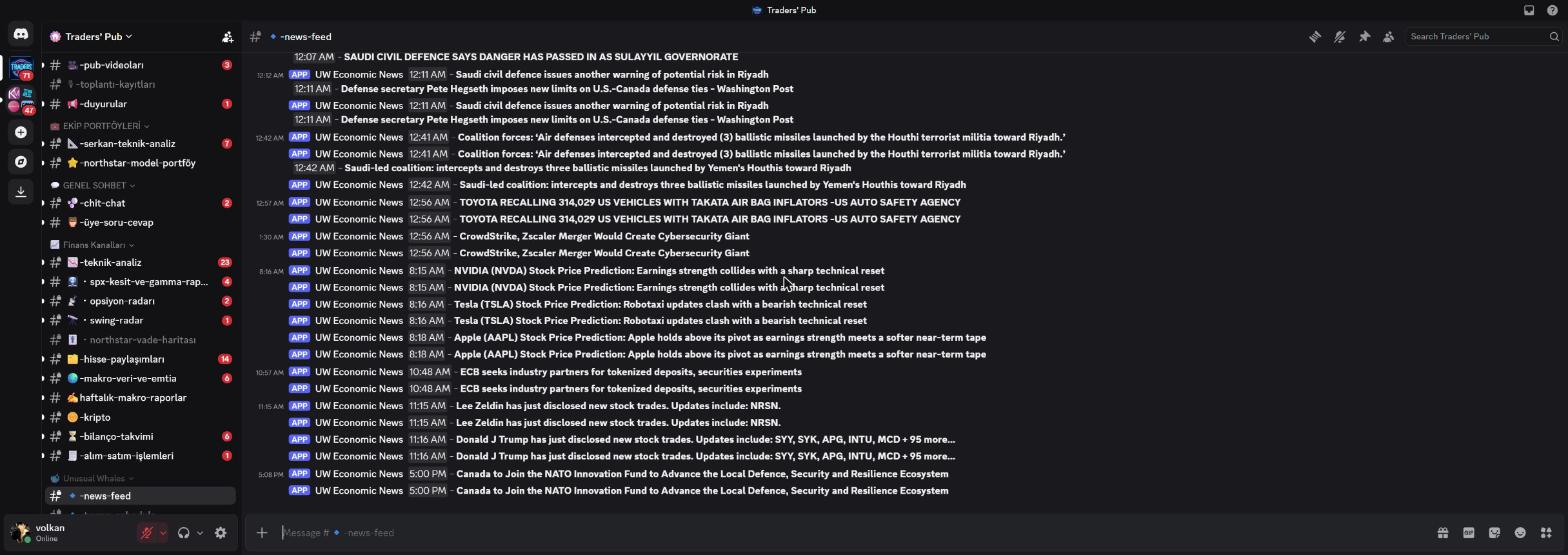 Traders' Pub
Traders' Pub
-news-feed
Search Traders' Pub
TRADERS
71
47
-pub-videoları
3
-toplantı-kayıtları
-duyurular
1
EKİP PORTFÖYLERİ
-serkan-teknik-analiz
7
-northstar-model-portföy
GENEL SOHBET
-chit-chat
2
-üye-soru-cevap
Finans Kanalları
-teknik-analiz
23
· spx-kesit-ve-gamma-rap...
4
· opsiyon-radarı
2
· swing-radar
1
· northstar-vade-haritası
-hisse-paylaşımları
14
-makro-veri-ve-emtia
6
haftalık-makro-raporlar
-kripto
-bilanço-takvimi
6
-alım-satım-işlemleri
1
Unusual Whales
-news-feed
volkan
Online
12:07 AM - SAUDI CIVIL DEFENCE SAYS DANGER HAS PASSED IN AS SULAYYIL GOVERNORATE
12:12 AM APP UW Economic News 12:11 AM - Saudi civil defence issues another warning of potential risk in Riyadh
12:11 AM - Defense secretary Pete Hegseth imposes new limits on U.S.-Canada defense ties - Washington Post
APP UW Economic News 12:11 AM - Saudi civil defence issues another warning of potential risk in Riyadh
12:11 AM - Defense secretary Pete Hegseth imposes new limits on U.S.-Canada defense ties - Washington Post
12:42 AM APP UW Economic News 12:41 AM - Coalition forces: ‘Air defenses intercepted and destroyed (3) ballistic missiles launched by the Houthi terrorist militia toward Riyadh.’
APP UW Economic News 12:41 AM - Coalition forces: ‘Air defenses intercepted and destroyed (3) ballistic missiles launched by the Houthi terrorist militia toward Riyadh.’
12:42 AM - Saudi-led coalition: intercepts and destroys three ballistic missiles launched by Yemen's Houthis toward Riyadh
APP UW Economic News 12:42 AM - Saudi-led coalition: intercepts and destroys three ballistic missiles launched by Yemen's Houthis toward Riyadh
12:57 AM APP UW Economic News 12:56 AM - TOYOTA RECALLING 314,029 US VEHICLES WITH TAKATA AIR BAG INFLATORS -US AUTO SAFETY AGENCY
APP UW Economic News 12:56 AM - TOYOTA RECALLING 314,029 US VEHICLES WITH TAKATA AIR BAG INFLATORS -US AUTO SAFETY AGENCY
1:30 AM APP UW Economic News 12:56 AM - CrowdStrike, Zscaler Merger Would Create Cybersecurity Giant
APP UW Economic News 12:56 AM - CrowdStrike, Zscaler Merger Would Create Cybersecurity Giant
8:16 AM APP UW Economic News 8:15 AM - NVIDIA (NVDA) Stock Price Prediction: Earnings strength collides with a sharp technical reset
APP UW Economic News 8:15 AM - NVIDIA (NVDA) Stock Price Prediction: Earnings strength collides with a sharp technical reset
APP UW Economic News 8:16 AM - Tesla (TSLA) Stock Price Prediction: Robotaxi updates clash with a bearish technical reset
APP UW Economic News 8:16 AM - Tesla (TSLA) Stock Price Prediction: Robotaxi updates clash with a bearish technical reset
APP UW Economic News 8:18 AM - Apple (AAPL) Stock Price Prediction: Apple holds above its pivot as earnings strength meets a softer near-term tape
APP UW Economic News 8:18 AM - Apple (AAPL) Stock Price Prediction: Apple holds above its pivot as earnings strength meets a softer near-term tape
10:57 AM APP UW Economic News 10:48 AM - ECB seeks industry partners for tokenized deposits, securities experiments
APP UW Economic News 10:48 AM - ECB seeks industry partners for tokenized deposits, securities experiments
11:15 AM APP UW Economic News 11:15 AM - Lee Zeldin has just disclosed new stock trades. Updates include: NRSN.
APP UW Economic News 11:15 AM - Lee Zeldin has just disclosed new stock trades. Updates include: NRSN.
APP UW Economic News 11:16 AM - Donald J Trump has just disclosed new stock trades. Updates include: SYY, SYK, APG, INTU, MCD + 95 more...
APP UW Economic News 11:16 AM - Donald J Trump has just disclosed new stock trades. Updates include: SYY, SYK, APG, INTU, MCD + 95 more...
5:08 PM APP UW Economic News 5:00 PM - Canada to Join the NATO Innovation Fund to Advance the Local Defence, Security and Resilience Ecosystem
APP UW Economic News 5:00 PM - Canada to Join the NATO Innovation Fund to Advance the Local Defence, Security and Resilience Ecosystem
Message # -news-feed
GIF